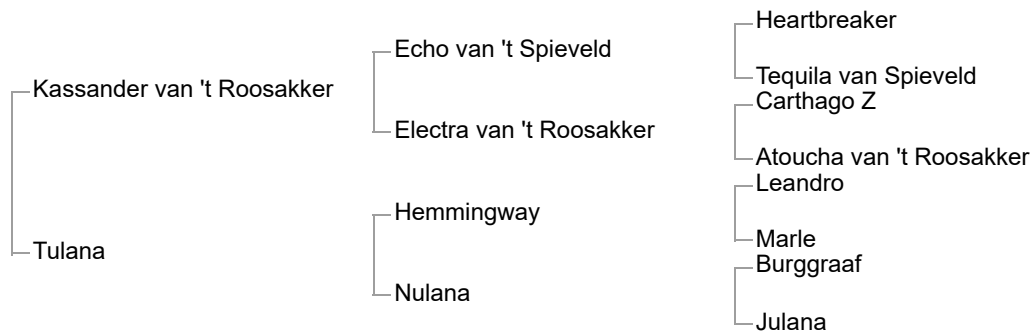 Heartbreaker
Echo van 't Spieveld
Tequila van Spieveld
Kassander van 't Roosakker
Carthago Z
Electra van 't Roosakker
Atoucha van 't Roosakker
Leandro
Hemmingway
Marle
Tulana
Burggraaf
Nulana
Julana